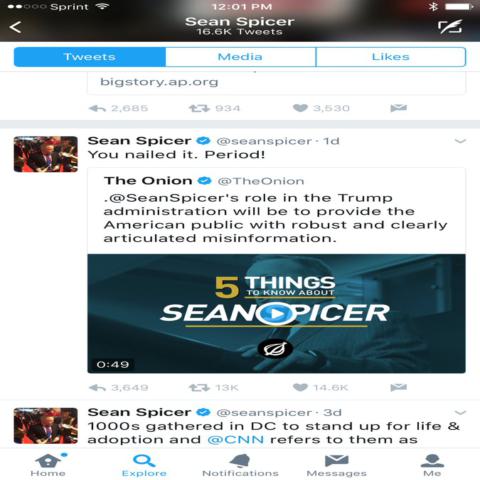 Sprint 12:01 PM
Sean Spicer
16.6K Tweets
Tweets Media Likes
bigstory.ap.org
2,685 934 3,530
Sean Spicer @seanspicer · 1d
You nailed it. Period!
The Onion @TheOnion
.@SeanSpicer's role in the Trump
administration will be to provide the
American public with robust and clearly
articulated misinformation.
5 THINGS
TO KNOW ABOUT
SEAN SPICER
0:49
3,649 13K 14.6K
Sean Spicer @seanspicer · 3d
1000s gathered in DC to stand up for life &
adoption and @CNN refers to them as
Home Explore Notifications Messages Me